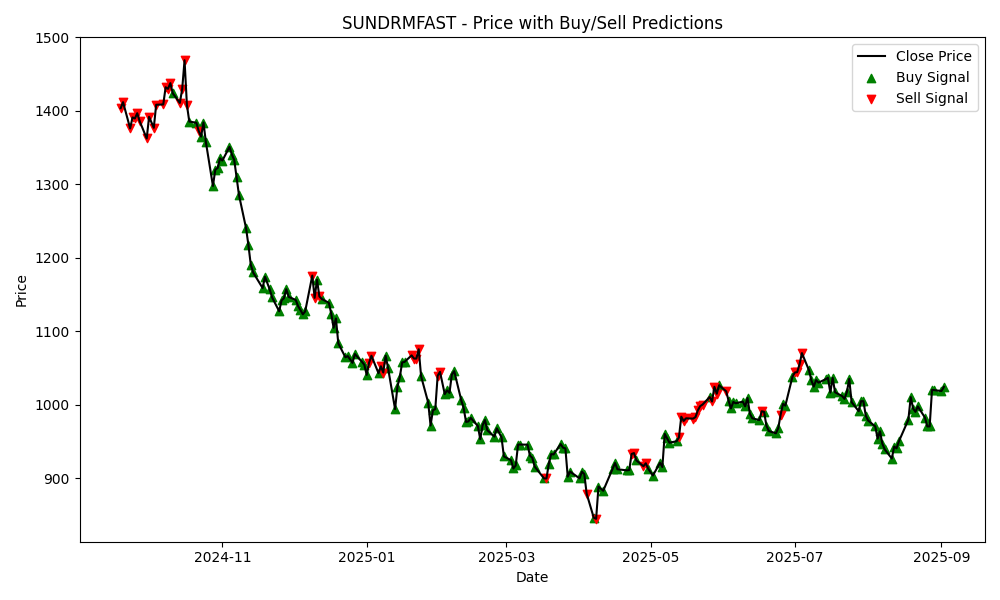 SUNDRMFAST - Price with Buy/Sell Predictions
1500
1400
1300
1200
1100
1000
900
Price
Close Price
Buy Signal
Sell Signal
2024-11
2025-01
2025-03
2025-05
2025-07
2025-09
Date